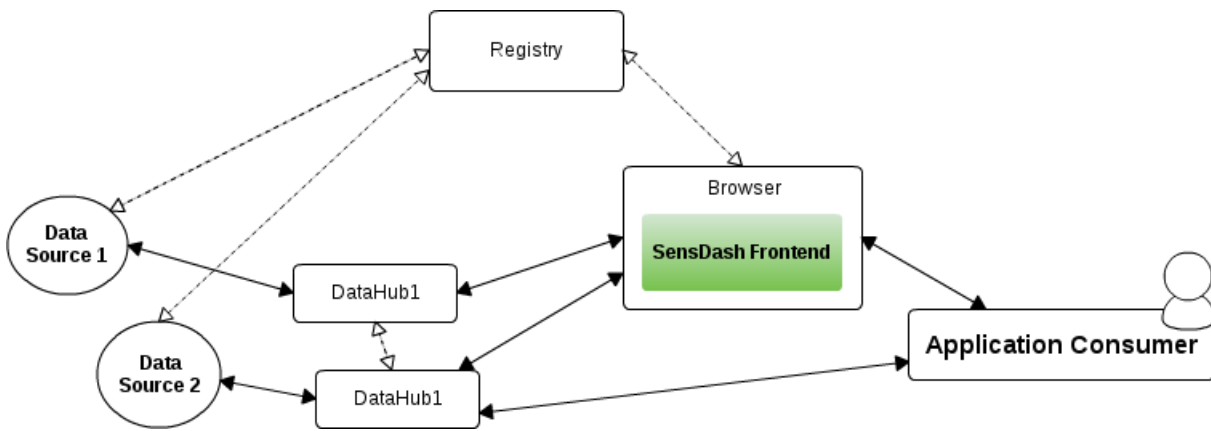 Registry
Browser
SensDash Frontend
Data
Source 1
DataHub1
Application Consumer
Data
Source 2
DataHub1